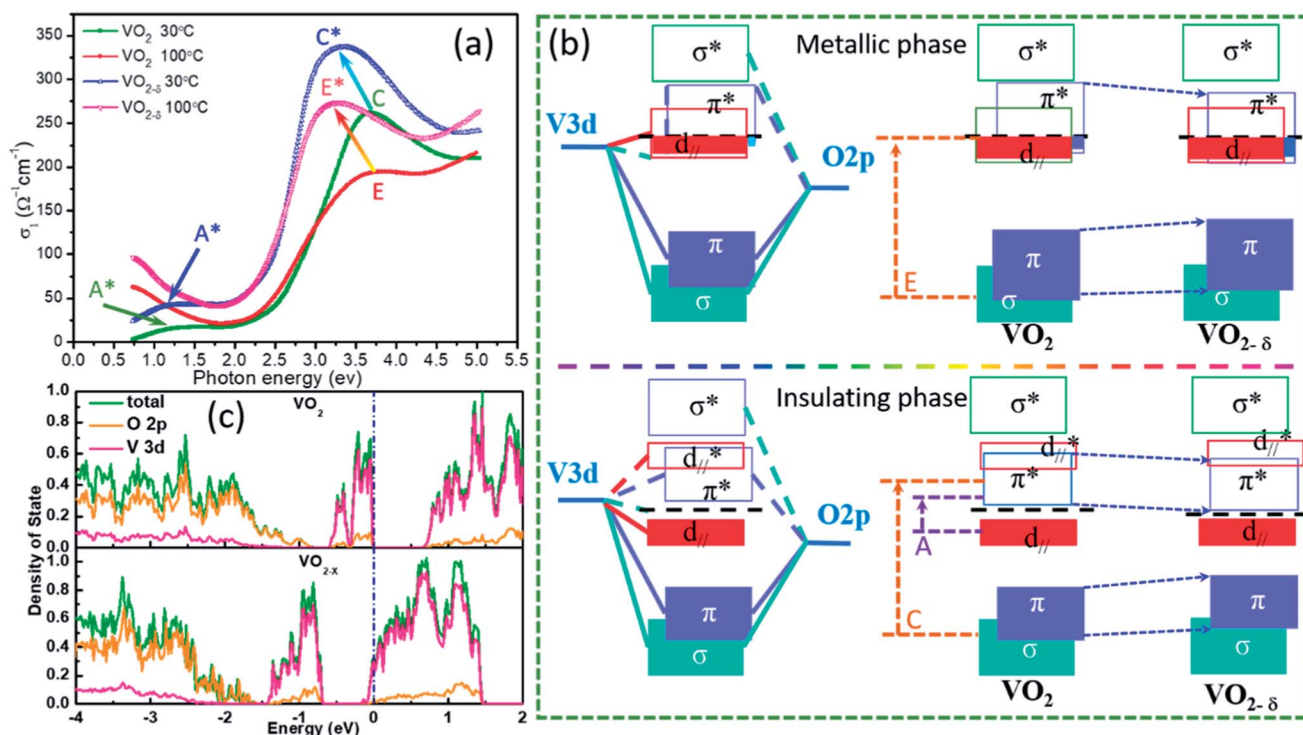 (a)
VO2 30°C
VO2 100°C
VO2-δ 30°C
VO2-δ 100°C
C*
E*
C
E
A*
A*
σ1 (Ω-1cm-1)
350
300
250
200
150
100
50
0
0.0 0.5 1.0 1.5 2.0 2.5 3.0 3.5 4.0 4.5 5.0 5.5
Photon energy (ev)
(b)
Metallic phase
σ* σ* σ*
π* π* π*
V3d
d// d// d//
O2p
π π π
E
σ σ σ
VO2 VO2- δ
Insulating phase
σ* σ* σ*
d//* d//* d//*
V3d
π* π* π*
O2p
A
d// d// d//
π π π
C
σ σ σ
VO2 VO2- δ
(c)
VO2
total
O 2p
V 3d
1.0
0.8
0.6
0.4
0.2
0.0
VO2-X
0.8
0.6
0.4
0.2
0.0
Density of State
-4 -3 -2 -1 0 1 2
Energy (eV)